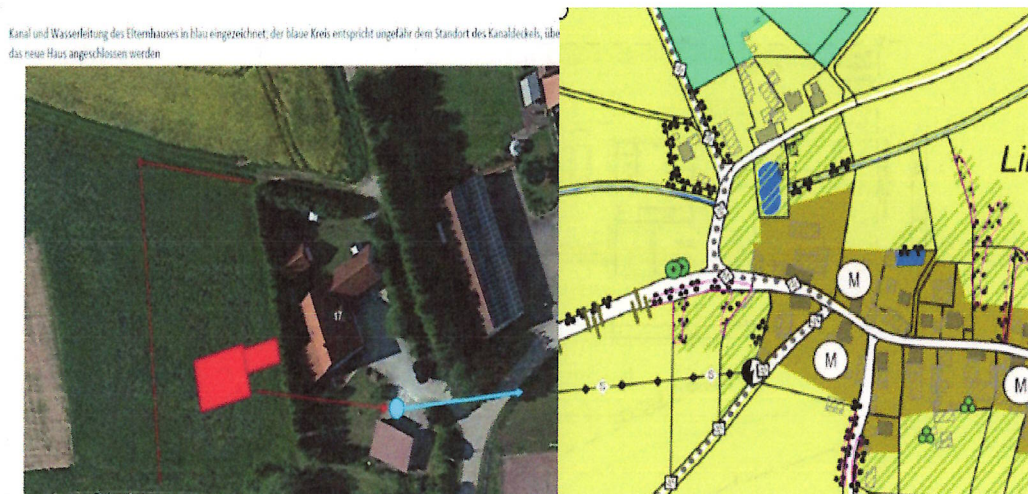 Kanal und Wasserleitung des Elternhauses in blau eingezeichnet; der blaue Kreis entspricht ungefähr dem Standort des Kanaldeckels, übe
das neue Haus angeschlossen werden
17
Li
M
M
M
S
S